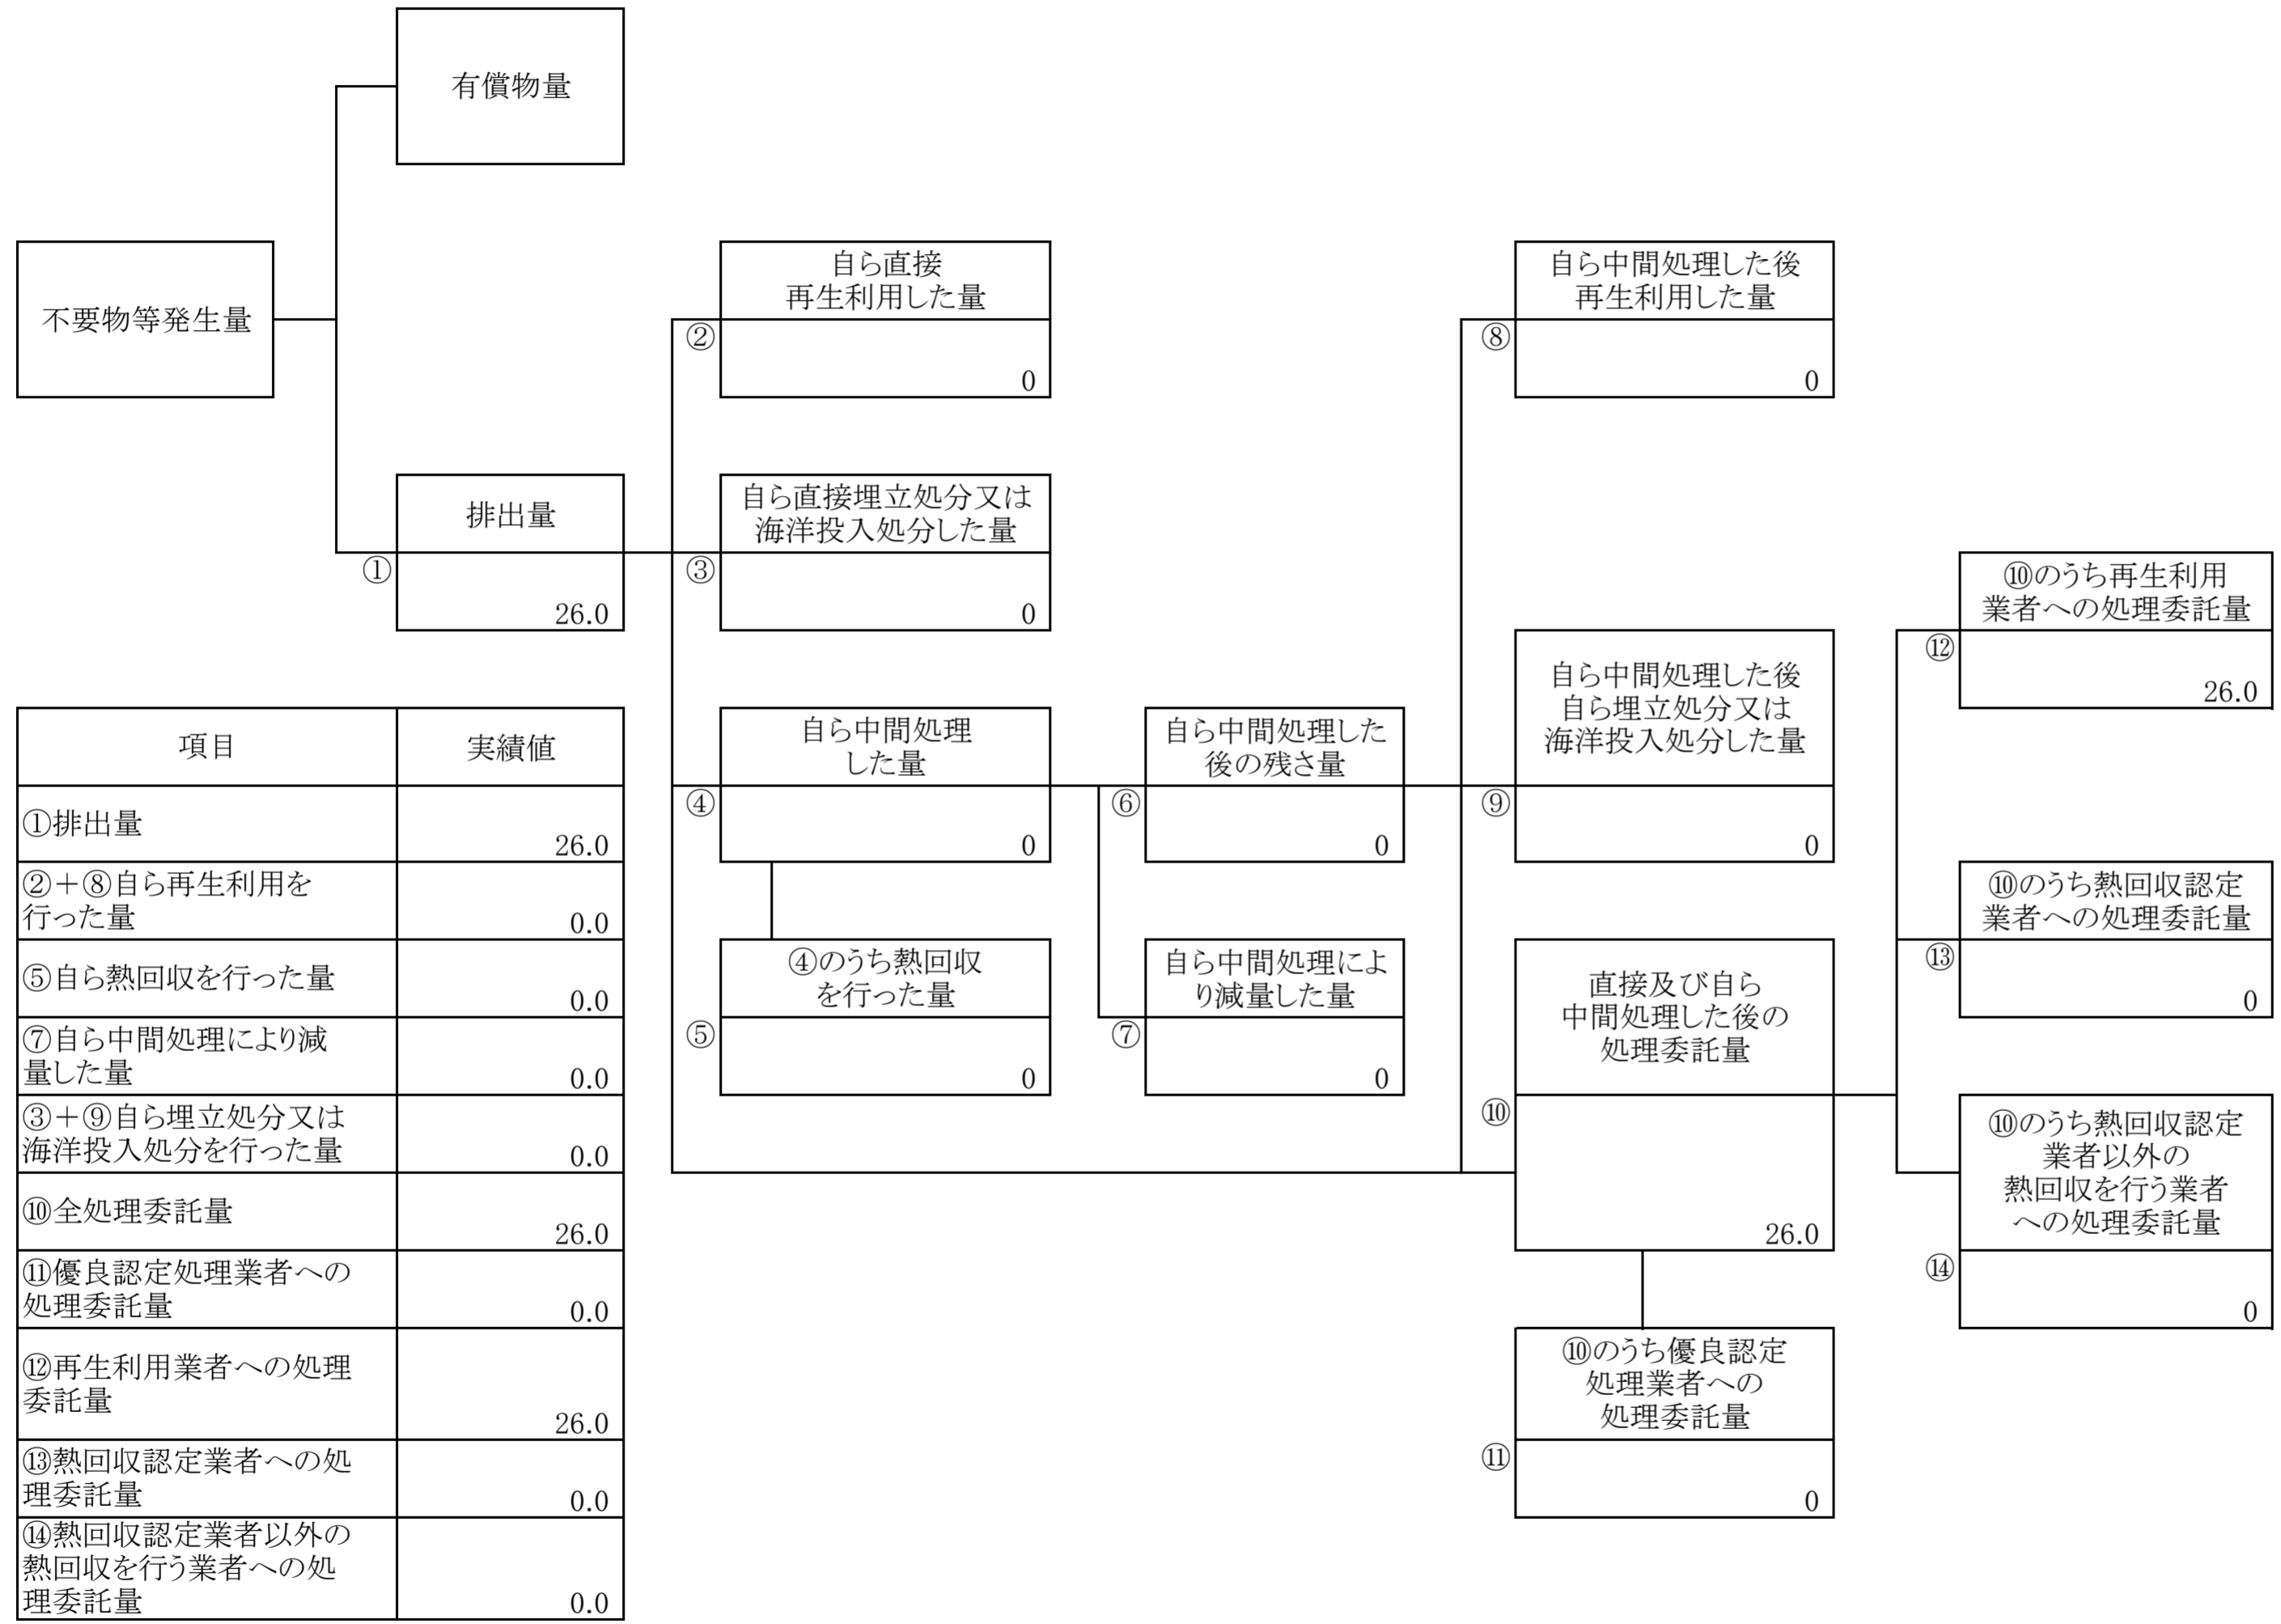 有償物量
不要物等発生量
自ら直接
再生利用した量
②
0
自ら中間処理した後
再生利用した量
⑧
0
排出量
①
26.0
自ら直接埋立処分又は
海洋投入処分した量
③
0
自ら中間処理
した量
④
0
自ら中間処理した
後の残さ量
⑥
0
自ら中間処理した後
自ら埋立処分又は
海洋投入処分した量
⑨
0
④のうち熱回収
を行った量
⑤
0
自ら中間処理によ
り減量した量
⑦
0
直接及び自ら
中間処理した後の
処理委託量
⑩
26.0
⑩のうち優良認定
処理業者への
処理委託量
⑪
0
⑩のうち再生利用
業者への処理委託量
⑫
26.0
⑩のうち熱回収認定
業者への処理委託量
⑬
0
⑩のうち熱回収認定
業者以外の
熱回収を行う業者
への処理委託量
⑭
0
項目 実績値
①排出量
26.0
②+⑧自ら再生利用を
行った量
0.0
⑤自ら熱回収を行った量
0.0
⑦自ら中間処理により減
量した量
0.0
③+⑨自ら埋立処分又は
海洋投入処分を行った量
0.0
⑩全処理委託量
26.0
⑪優良認定処理業者への
処理委託量
0.0
⑫再生利用業者への処理
委託量
26.0
⑬熱回収認定業者への処
理委託量
0.0
⑭熱回収認定業者以外の
熱回収を行う業者への処
理委託量
0.0